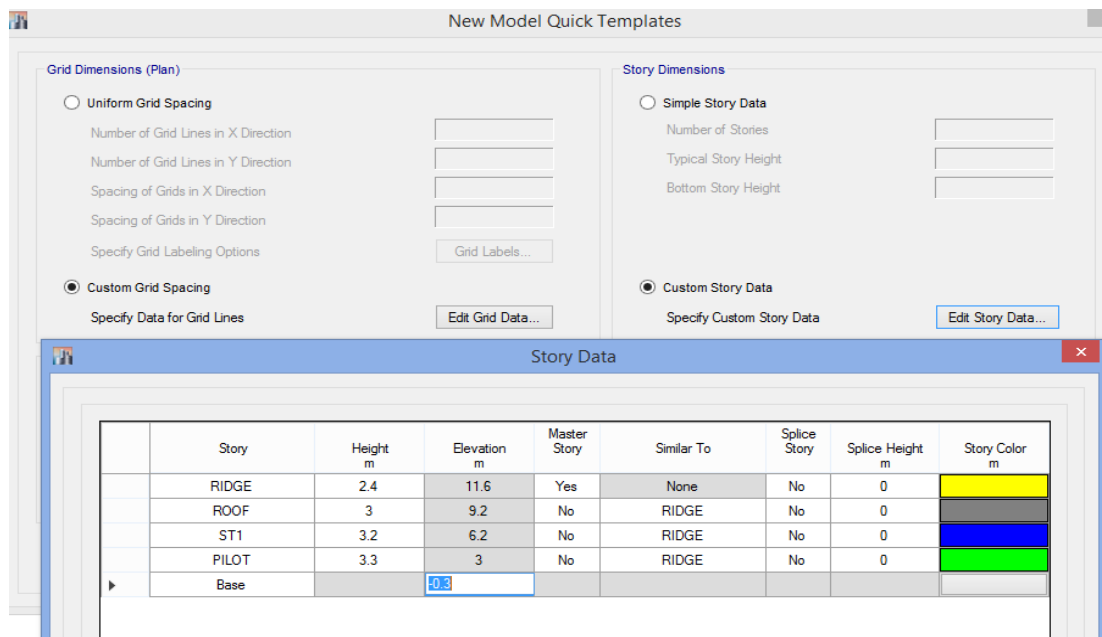 New Model Quick Templates
Grid Dimensions (Plan)
Uniform Grid Spacing
Number of Grid Lines in X Direction
Number of Grid Lines in Y Direction
Spacing of Grids in X Direction
Spacing of Grids in Y Direction
Specify Grid Labeling Options Grid Labels...
Custom Grid Spacing
Specify Data for Grid Lines Edit Grid Data...
Story Dimensions
Simple Story Data
Number of Stories
Typical Story Height
Bottom Story Height
Custom Story Data
Specify Custom Story Data Edit Story Data...
Story Data
Story Height m Elevation m Master Story Similar To Splice Story Splice Height m Story Color m
RIDGE 2.4 11.6 Yes None No 0
ROOF 3 9.2 No RIDGE No 0
ST1 3.2 6.2 No RIDGE No 0
PILOT 3.3 3 No RIDGE No 0
Base -0.3